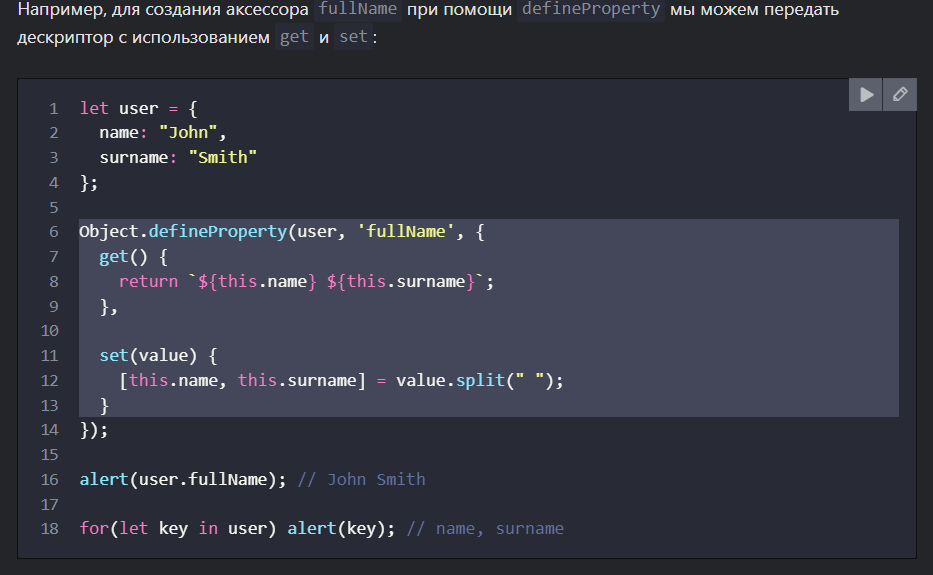 Например, для создания аксессора fullName при помощи defineProperty мы можем передать
дескриптор с использованием get и set:
1 let user = {
2   name: "John",
3   surname: "Smith"
4 };
5
6 Object.defineProperty(user, 'fullName', {
7   get() {
8     return `${this.name} ${this.surname}`;
9   },
10
11   set(value) {
12     [this.name, this.surname] = value.split(" ");
13   }
14 });
15
16 alert(user.fullName); // John Smith
17
18 for(let key in user) alert(key); // name, surname